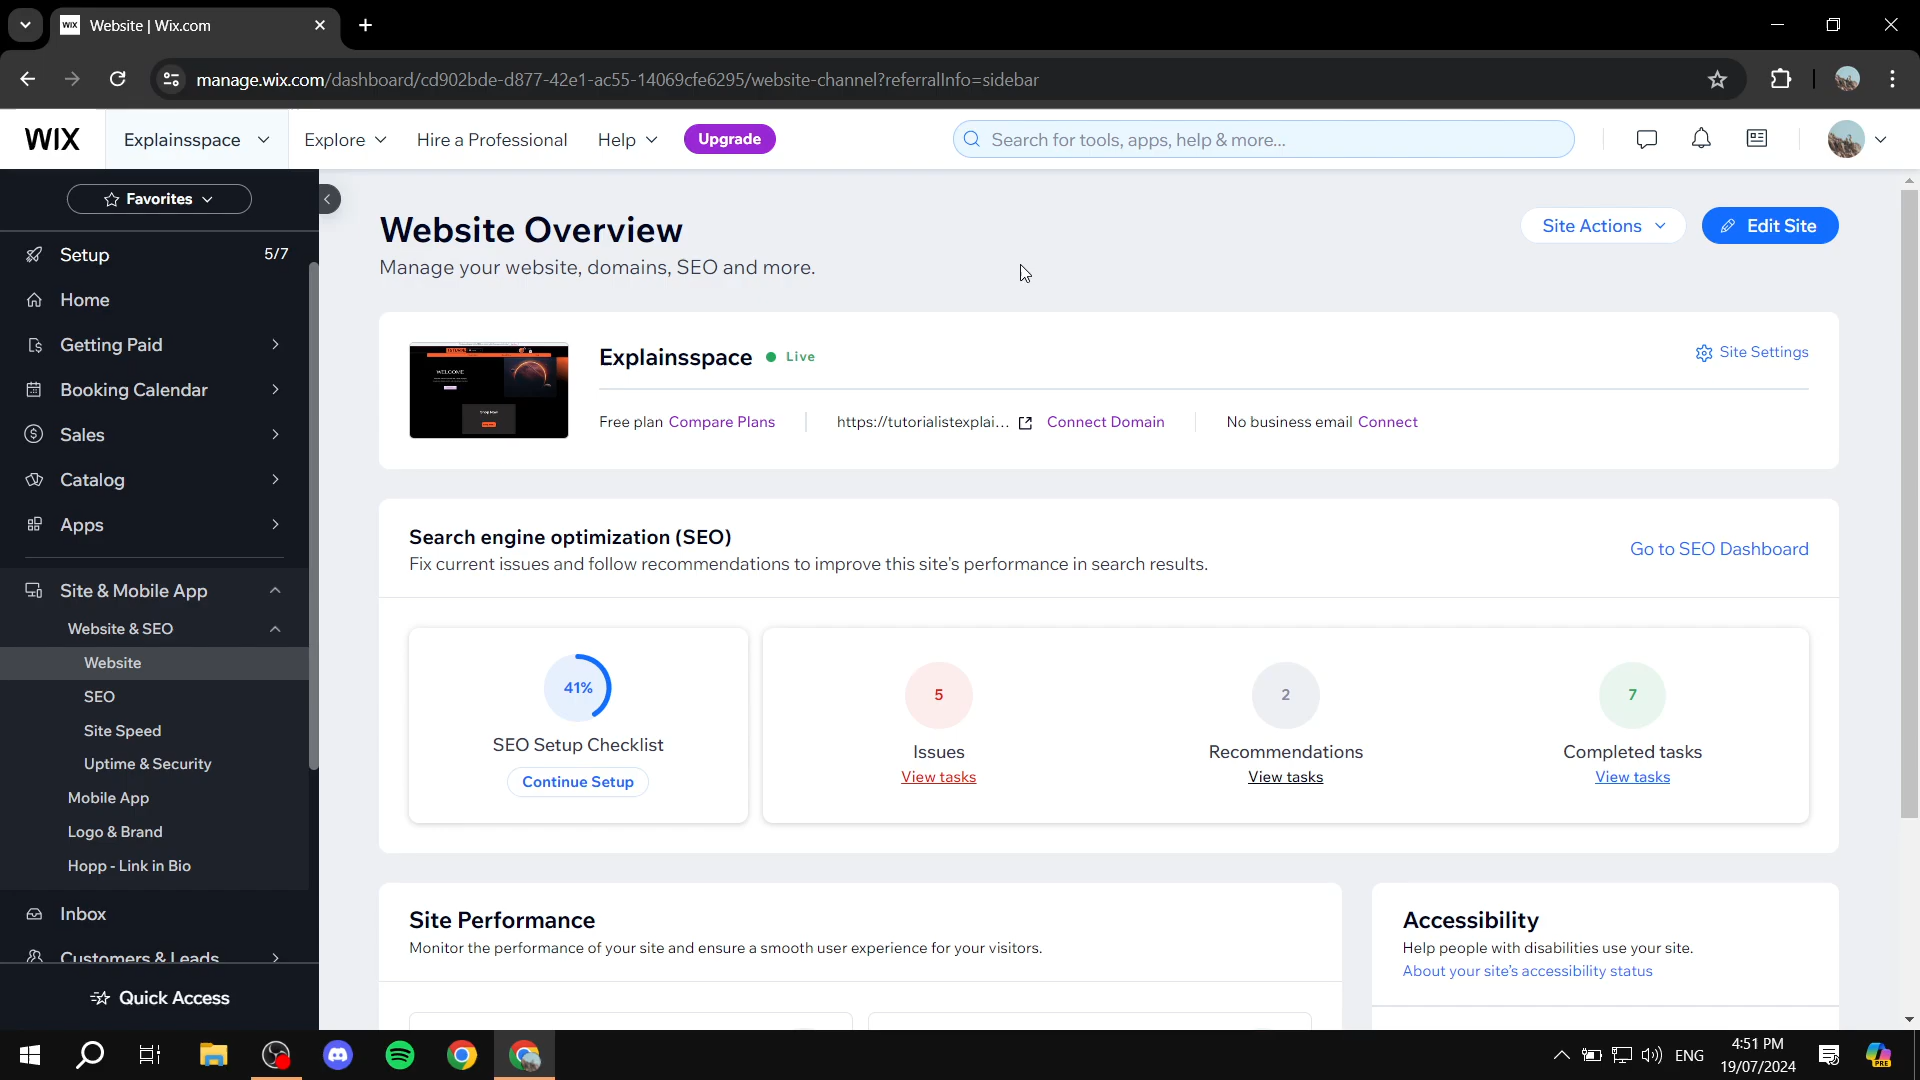 WIX Website | Wix.com
manage.wix.com/dashboard/cd902bde-d877-42e1-ac55-14069cfe6295/website-channel?referralInfo=sidebar
WIX Explainsspace Explore Hire a Professional Help Upgrade Search for tools, apps, help & more...
Favorites
Setup 5/7
Home
Getting Paid
Booking Calendar
Sales
Catalog
Apps
Site & Mobile App
Website & SEO
Website
SEO
Site Speed
Uptime & Security
Mobile App
Logo & Brand
Hopp - Link in Bio
Inbox
Customers & Leads
Quick Access
Website Overview
Manage your website, domains, SEO and more.
Site Actions Edit Site
WELCOME
Shop Now
Explainsspace Live
Site Settings
Free plan Compare Plans https://tutorialistexplai... Connect Domain No business email Connect
Search engine optimization (SEO)
Fix current issues and follow recommendations to improve this site's performance in search results.
Go to SEO Dashboard
41%
SEO Setup Checklist
Continue Setup
5
Issues
View tasks
2
Recommendations
View tasks
7
Completed tasks
View tasks
Site Performance
Monitor the performance of your site and ensure a smooth user experience for your visitors.
Accessibility
Help people with disabilities use your site.
About your site's accessibility status
ENG
4:51 PM
19/07/2024
PRE